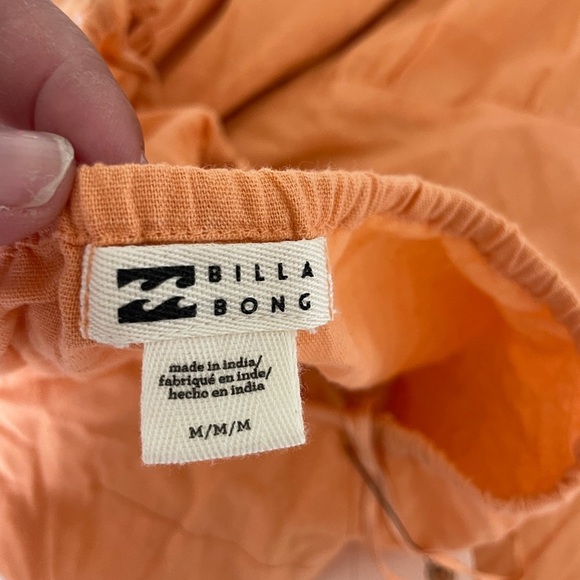 BILLA
BONG
made in india/
fabriqué en inde/
hecho en india
M/M/M